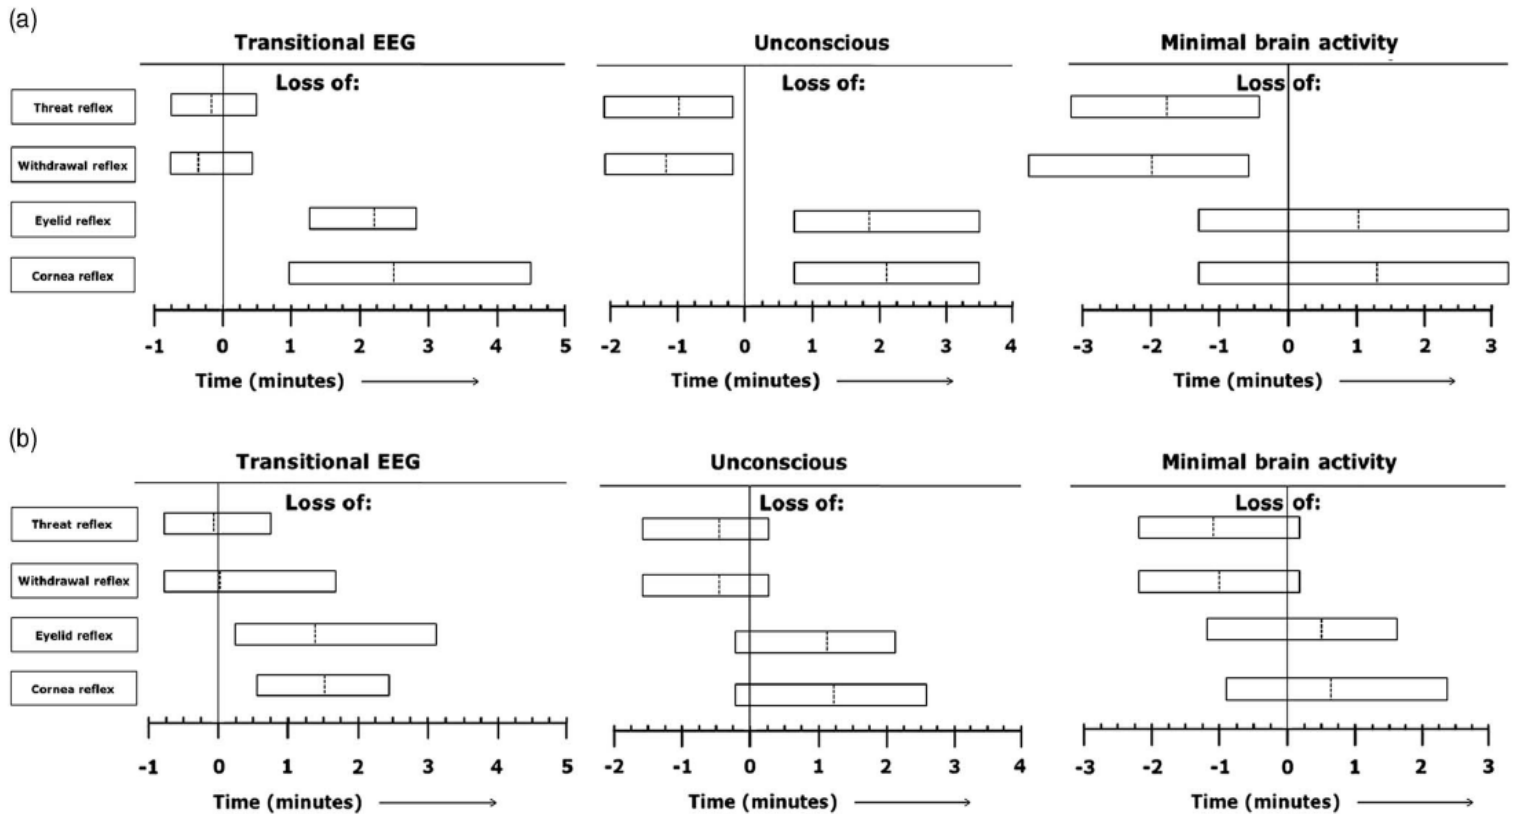 (a)
Transitional EEG
Unconscious
Minimal brain activity
Loss of:
Loss of:
Loss of:
Threat reflex
Withdrawal reflex
Eyelid reflex
Cornea reflex
-1 0 1 2 3 4 5
-2 -1 0 1 2 3 4
-3 -2 -1 0 1 2 3
Time (minutes)
Time (minutes)
Time (minutes)
(b)
Transitional EEG
Unconscious
Minimal brain activity
Loss of:
Loss of:
Loss of:
Threat reflex
Withdrawal reflex
Eyelid reflex
Cornea reflex
-1 0 1 2 3 4 5
-2 -1 0 1 2 3 4
-3 -2 -1 0 1 2 3
Time (minutes)
Time (minutes)
Time (minutes)